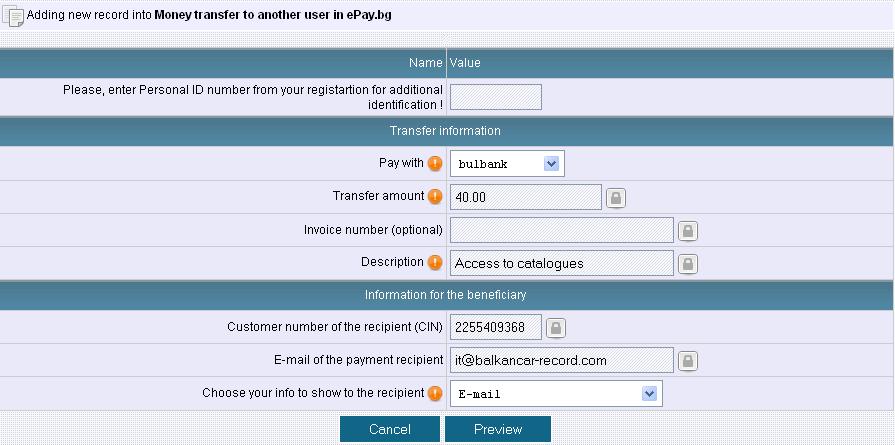 Adding new record into Money transfer to another user in ePay.bg
Name Value
Please, enter Personal ID number from your registartion for additional
identification !
Transfer information
Pay with bulbank
Transfer amount 40.00
Invoice number (optional)
Description Access to catalogues
Information for the beneficiary
Customer number of the recipient (CIN) 2255409368
E-mail of the payment recipient it@balkancar-record.com
Choose your info to show to the recipient E-mail
Cancel Preview